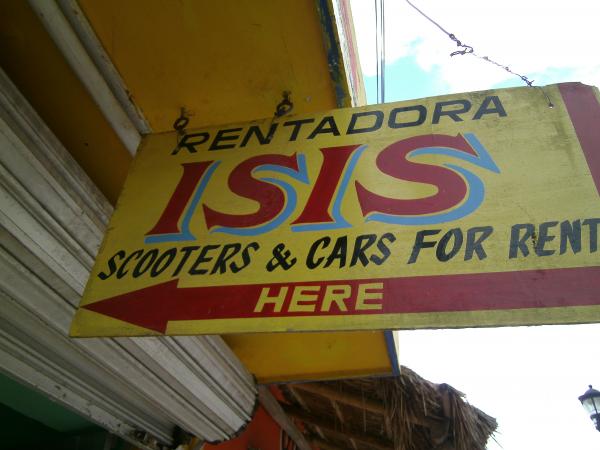 RENTADORA
ISIS
SCOOTERS & CARS FOR RENT
HERE